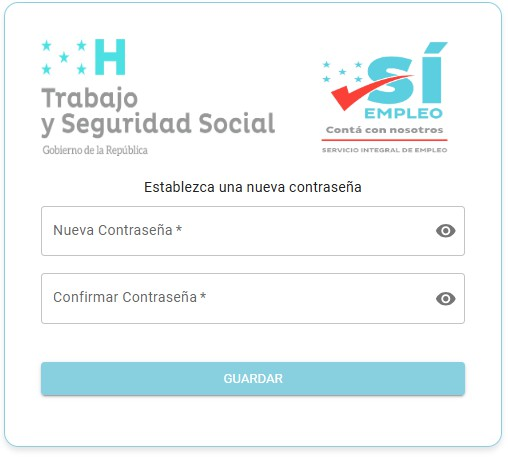 H
Trabajo
y Seguridad Social
Gobierno de la República
SÍ
EMPLEO
Contá con nosotros
SERVICIO INTEGRAL DE EMPLEO
Establezca una nueva contraseña
Nueva Contraseña *
Confirmar Contraseña *
GUARDAR